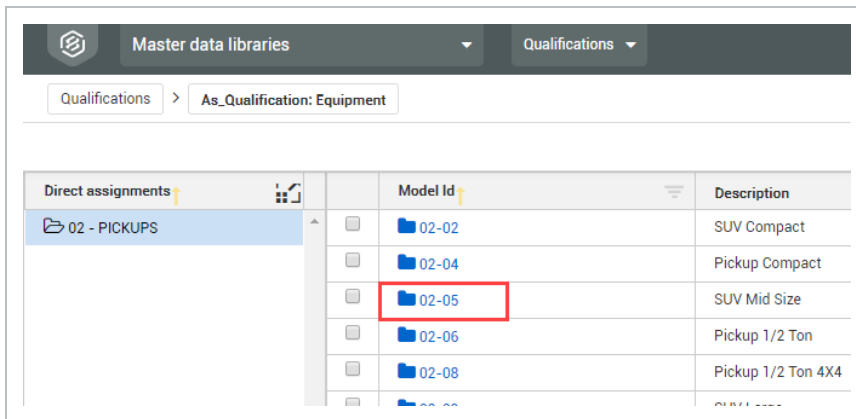 Master data libraries Qualifications
Qualifications > As_Qualification: Equipment
Direct assignments Model Id Description
02 - PICKUPS 02-02 SUV Compact
02-04 Pickup Compact
02-05 SUV Mid Size
02-06 Pickup 1/2 Ton
02-08 Pickup 1/2 Ton 4X4